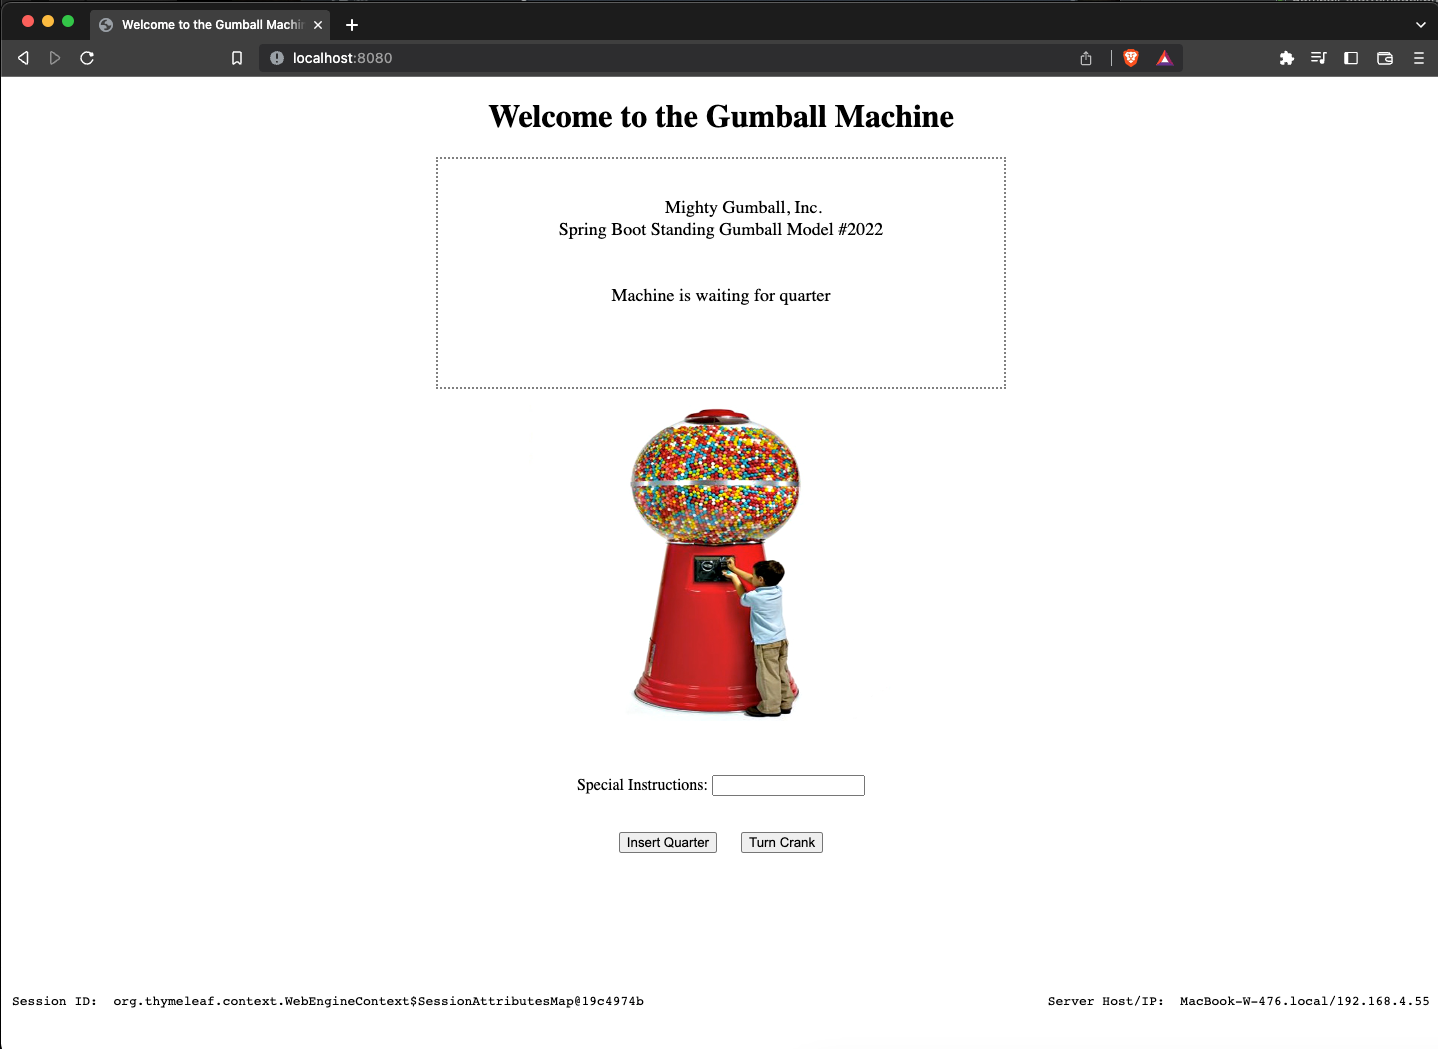 Welcome to the Gumball Machin
localhost:8080
Welcome to the Gumball Machine
Mighty Gumball, Inc.
Spring Boot Standing Gumball Model #2022
Machine is waiting for quarter
Special Instructions:
Insert Quarter
Turn Crank
Session ID: org.thymeleaf.context.WebEngineContext$SessionAttributesMap@19c4974b
Server Host/IP: MacBook-W-476.local/192.168.4.55